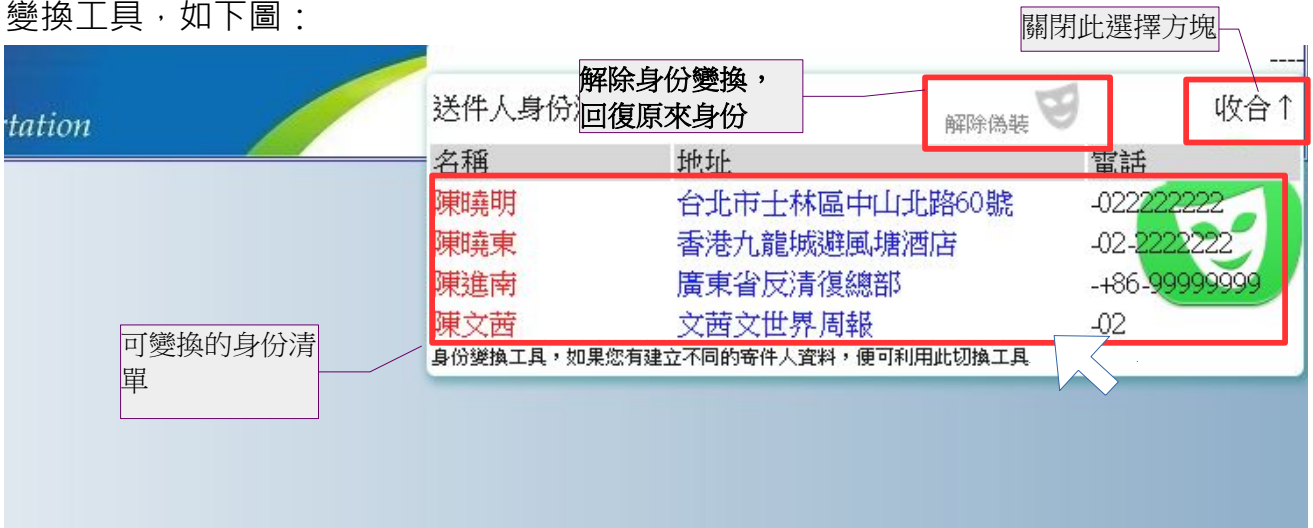 變換工具，如下圖：
關閉此選擇方塊
----
解除身份變換，
回復原來身份
送件人身份
解除偽裝
收合↑
tation
名稱 地址 電話
陳曉明 台北市士林區中山北路60號 -022222222
陳曉東 香港九龍城避風塘酒店 -02-2222222
陳進南 廣東省反清復總部 -+86-99999999
陳文茜 文茜文世界周報 -02
可變換的身份清
單
身份變換工具，如果您有建立不同的寄件人資料，便可利用此切換工具